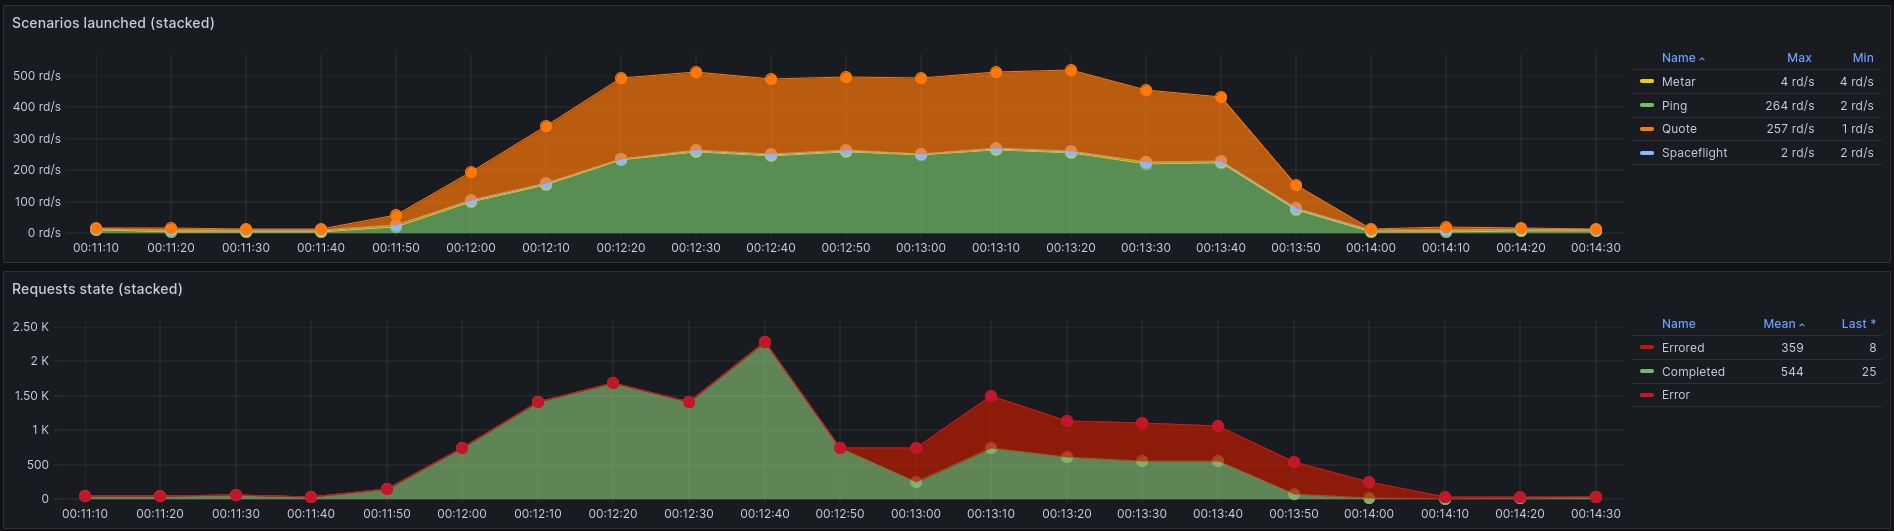 Scenarios launched (stacked)
500 rd/s
400 rd/s
300 rd/s
200 rd/s
100 rd/s
0 rd/s
00:11:10 00:11:20 00:11:30 00:11:40 00:11:50 00:12:00 00:12:10 00:12:20 00:12:30 00:12:40 00:12:50 00:13:00 00:13:10 00:13:20 00:13:30 00:13:40 00:13:50 00:14:00 00:14:10 00:14:20 00:14:30
Name Max Min
Metar 4 rd/s 4 rd/s
Ping 264 rd/s 2 rd/s
Quote 257 rd/s 1 rd/s
Spaceflight 2 rd/s 2 rd/s
Requests state (stacked)
2.50 K
2 K
1.50 K
1 K
500
0
00:11:10 00:11:20 00:11:30 00:11:40 00:11:50 00:12:00 00:12:10 00:12:20 00:12:30 00:12:40 00:12:50 00:13:00 00:13:10 00:13:20 00:13:30 00:13:40 00:13:50 00:14:00 00:14:10 00:14:20 00:14:30
Name Mean Last *
Errored 359 8
Completed 544 25
Error